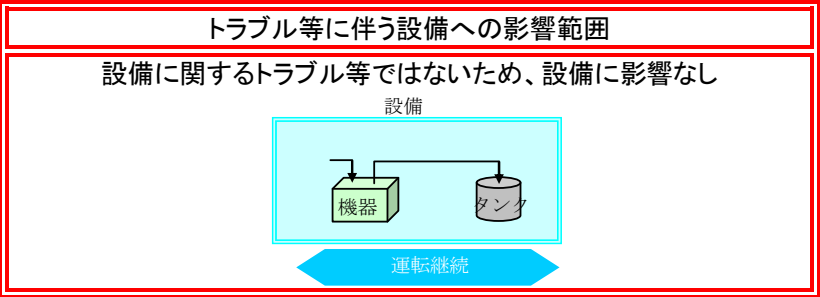 トラブル等に伴う設備への影響範囲
設備に関するトラブル等ではないため、設備に影響なし
設備
機器
タンク
運転継続